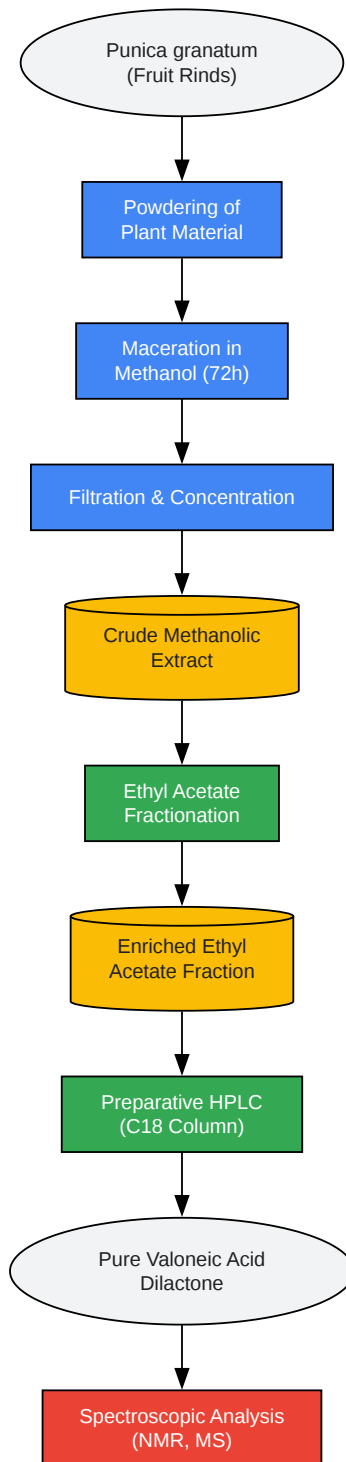 Punica granatum
(Fruit Rinds)
Powdering of
Plant Material
Maceration in
Methanol (72h)
Filtration & Concentration
Crude Methanolic
Extract
Ethyl Acetate
Fractionation
Enriched Ethyl
Acetate Fraction
Preparative HPLC
(C18 Column)
Pure Valoneic Acid
Dilactone
Spectroscopic Analysis
(NMR, MS)